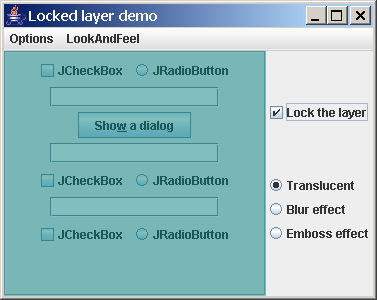 Locked layer demo
Options LookAndFeel
JCheckBox JRadioButton
Lock the layer
Show a dialog
JCheckBox JRadioButton
Translucent
Blur effect
JCheckBox JRadioButton
Emboss effect